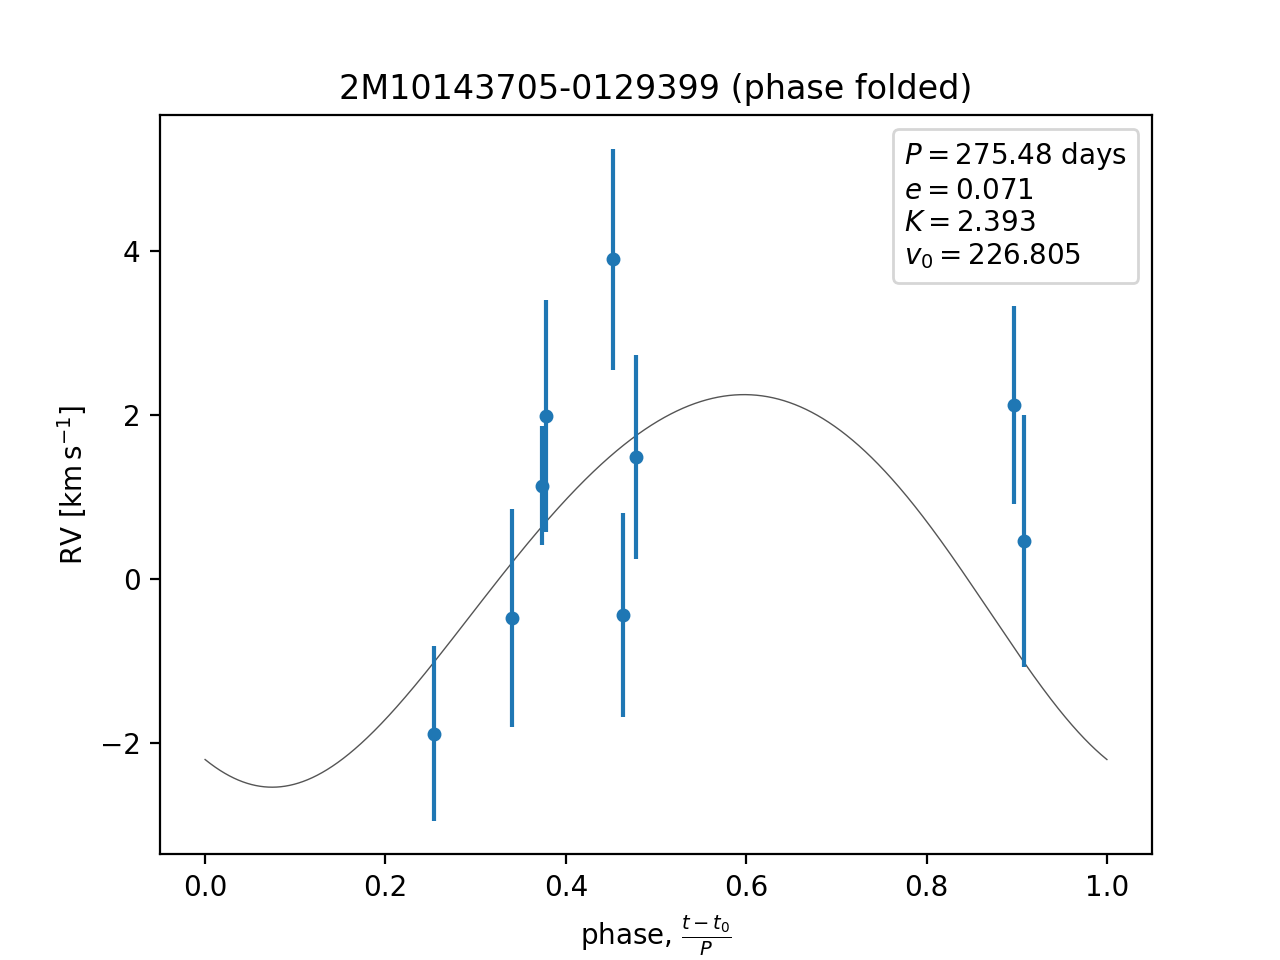 2M10143705-0129399 (phase folded)
P = 275.48 days
e = 0.071
K = 2.393
v₀ = 226.805
RV [km s⁻¹]
4
2
0
−2
0.0 0.2 0.4 0.6 0.8 1.0
phase, (t − t₀)/P